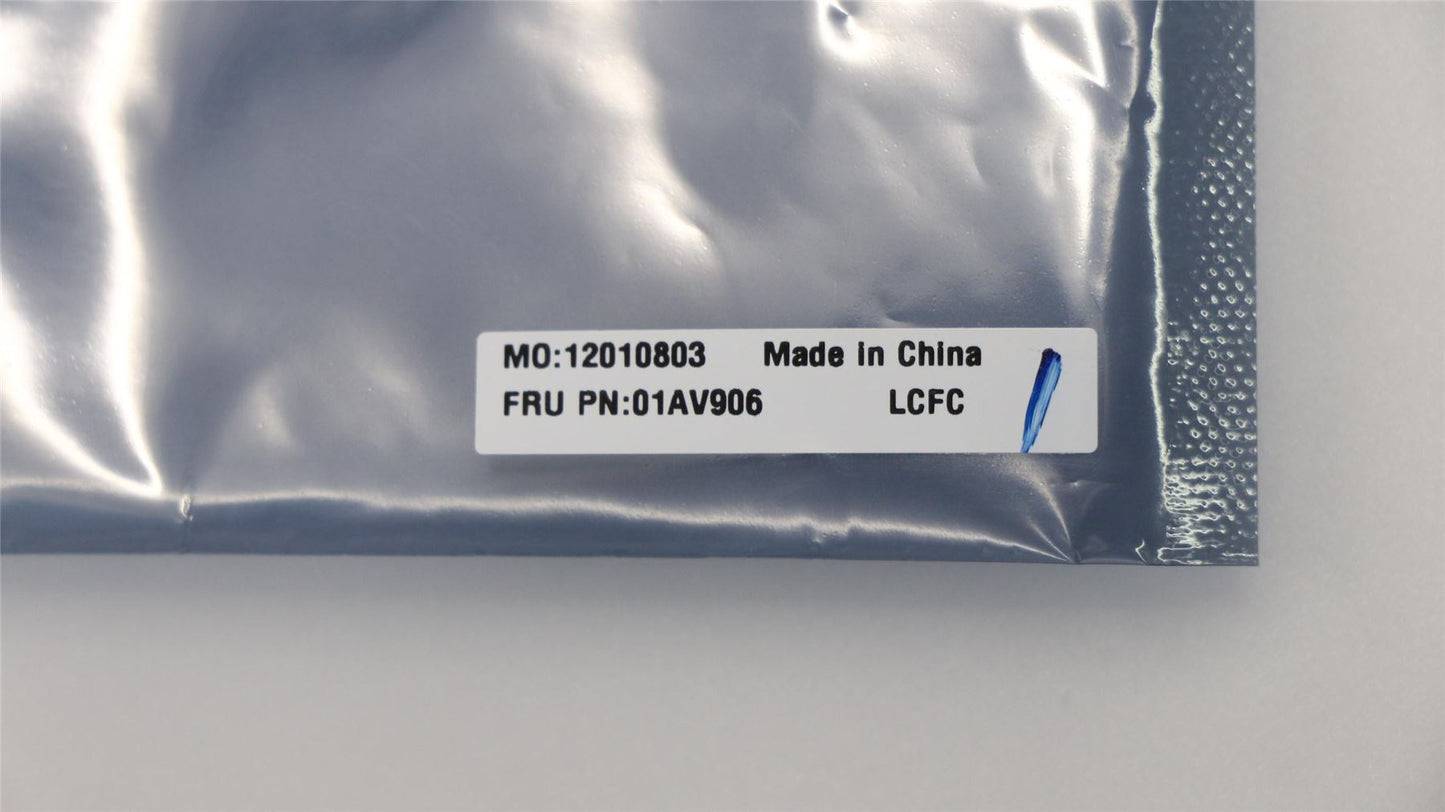 MO:12010803 Made in China
FRU PN:01AV906 LCFC